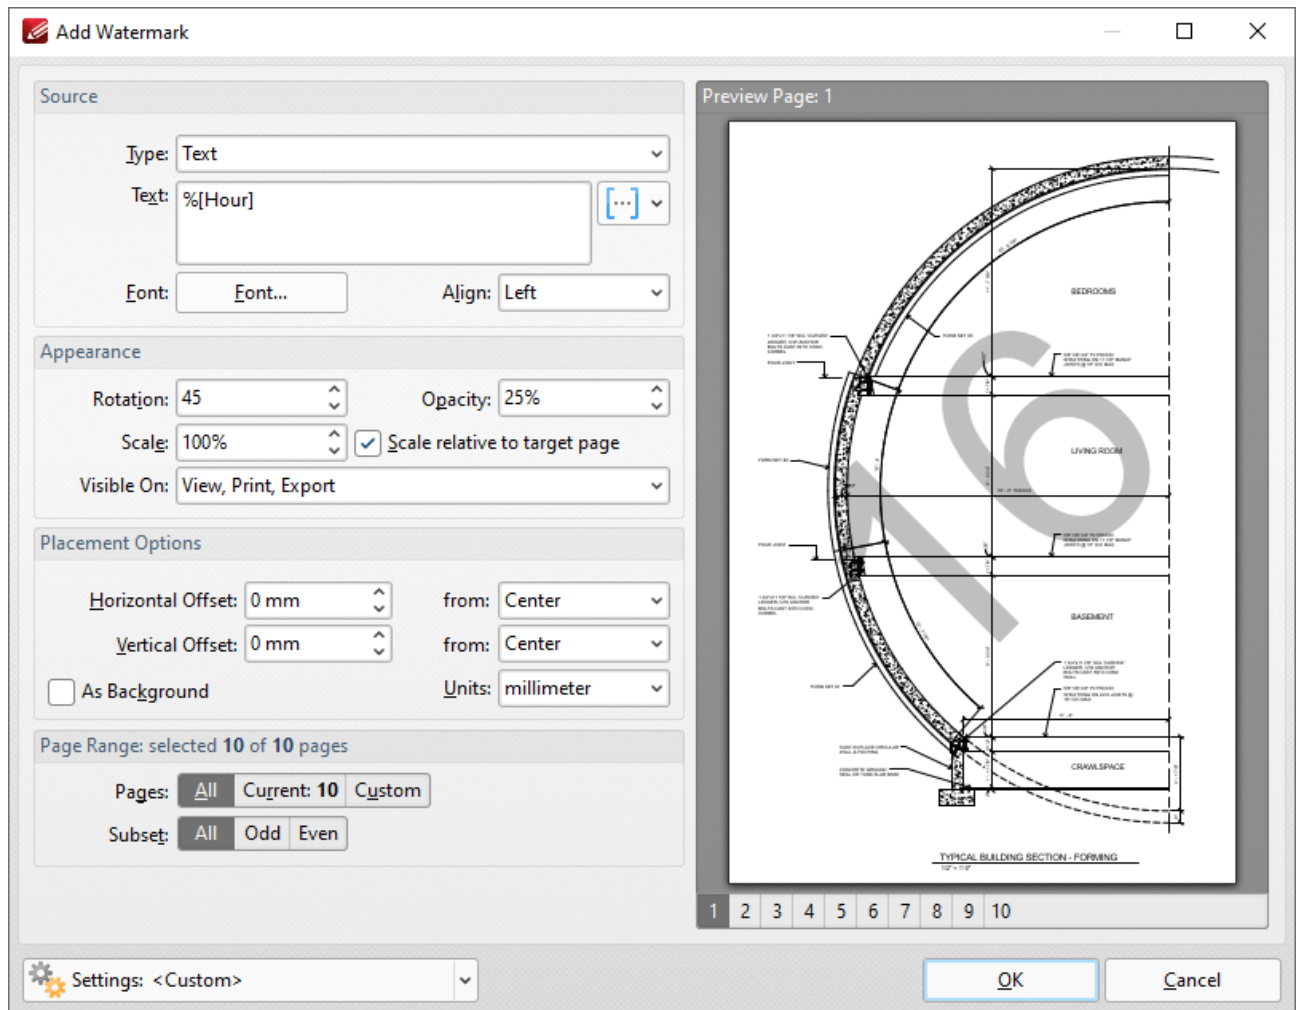 Add Watermark
Source
Type: Text
Text: %[Hour]
Font: Font...
Align: Left
Appearance
Rotation: 45
Opacity: 25%
Scale: 100%
Scale relative to target page
Visible On: View, Print, Export
Placement Options
Horizontal Offset: 0 mm
from: Center
Vertical Offset: 0 mm
from: Center
As Background
Units: millimeter
Page Range: selected 10 of 10 pages
Pages: All Current: 10 Custom
Subset: All Odd Even
Preview Page: 1
BEDROOMS
LIVING ROOM
16
BASEMENT
CRAWLSPACE
TYPICAL BUILDING SECTION - FORMING
1 2 3 4 5 6 7 8 9 10
Settings: <Custom>
OK
Cancel